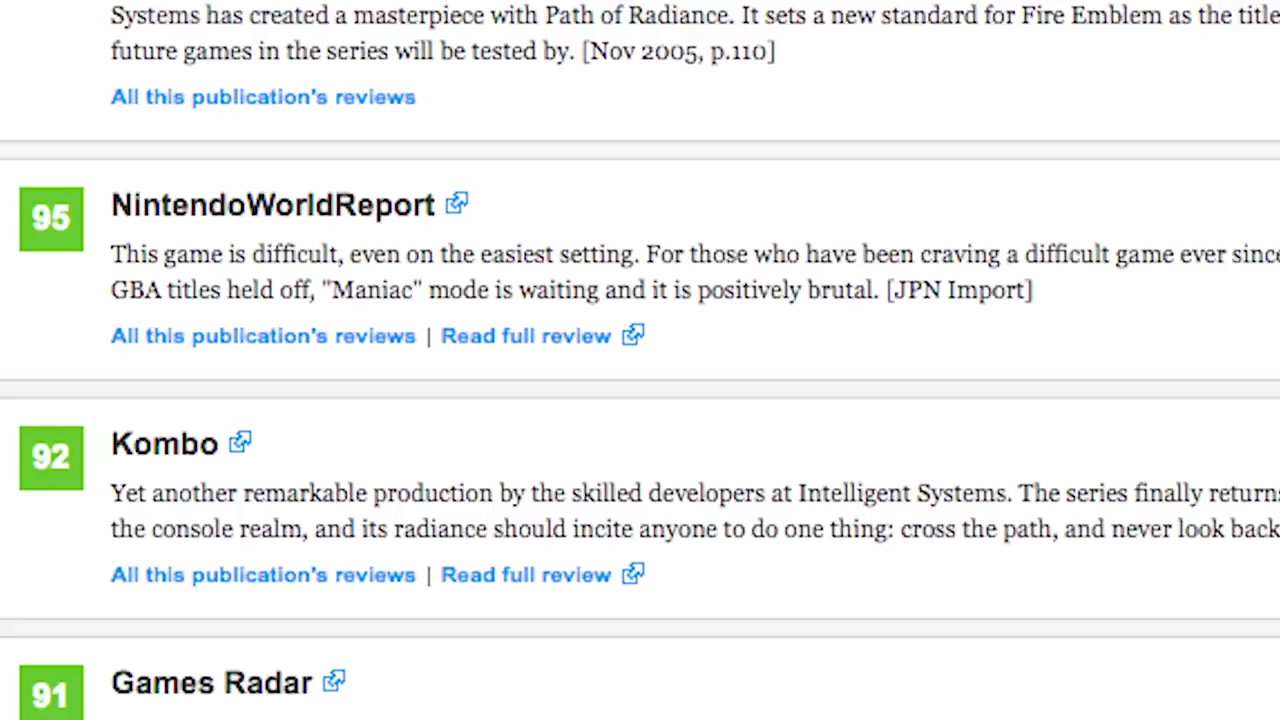 Systems has created a masterpiece with Path of Radiance. It sets a new standard for Fire Emblem as the title
future games in the series will be tested by. [Nov 2005, p.110]
All this publication's reviews
95
NintendoWorldReport
This game is difficult, even on the easiest setting. For those who have been craving a difficult game ever since
GBA titles held off, "Maniac" mode is waiting and it is positively brutal. [JPN Import]
All this publication's reviews | Read full review
92
Kombo
Yet another remarkable production by the skilled developers at Intelligent Systems. The series finally returns
the console realm, and its radiance should incite anyone to do one thing: cross the path, and never look back
All this publication's reviews | Read full review
91
Games Radar